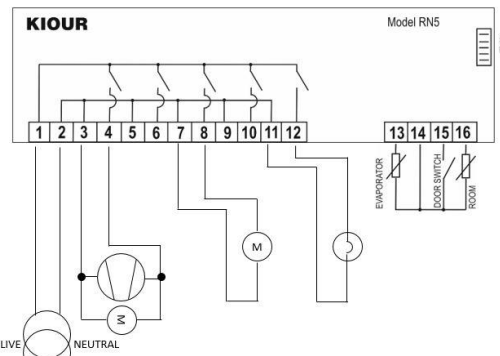 KIOUR
Model RN5
1 2 3 4 5 6 7 8 9 10 11 12
13 14 15 16
EVAPORATOR
DOOR SWITCH
ROOM
M
M
LIVE
NEUTRAL